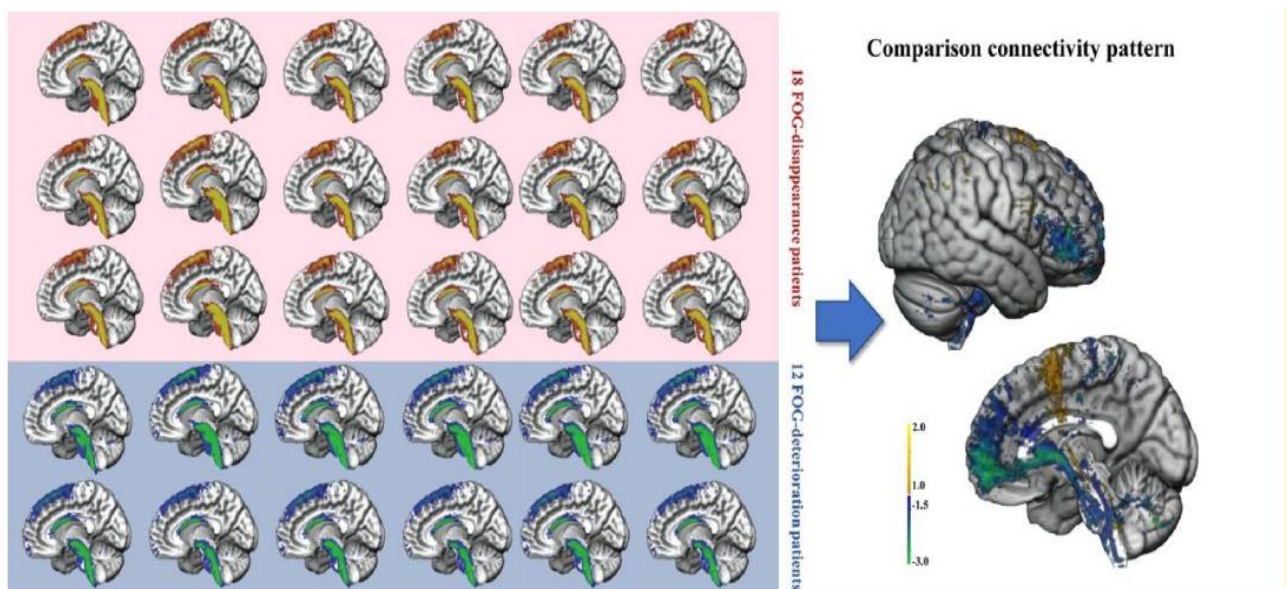 18 FOG-disappearance patients
12 FOG-deterioration patients
Comparison connectivity pattern
2.0
1.0
-1.5
-3.0